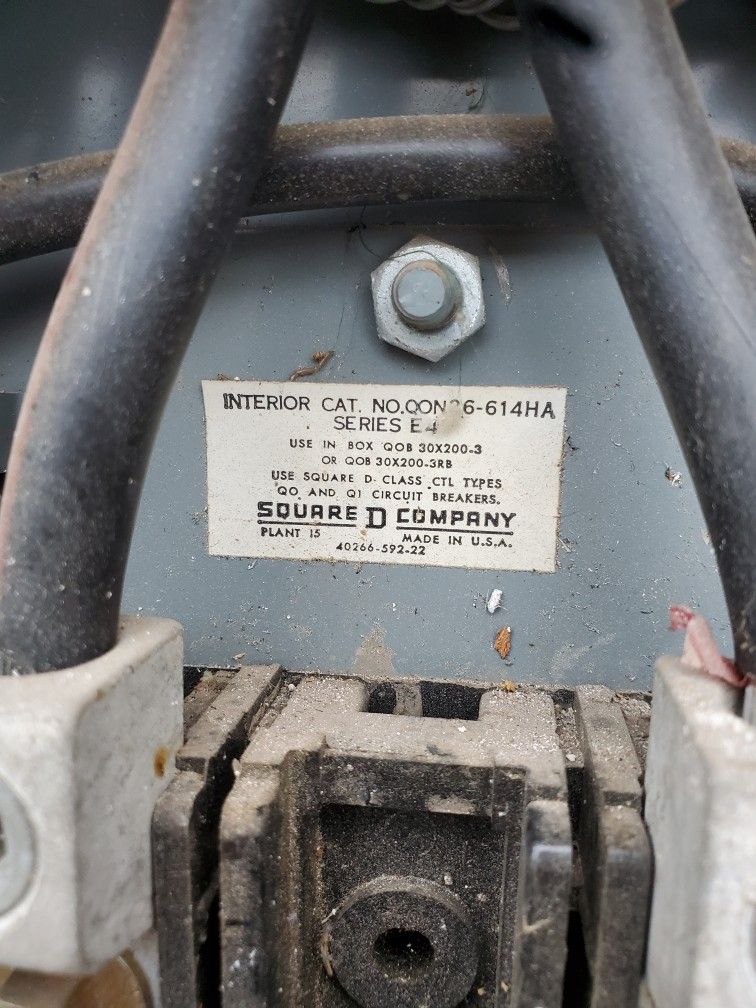 INTERIOR CAT. NO.
SERIES E4
USE IN BOX QOB 30X200-3
OR QOB 30X200-3RB
USE SQUARE D CLASS CTL TYPES
QO AND Q1 CIRCUIT BREAKERS.
SQUARE D COMPANY
PLANT 15 MADE IN U.S.A.
40266-592-22